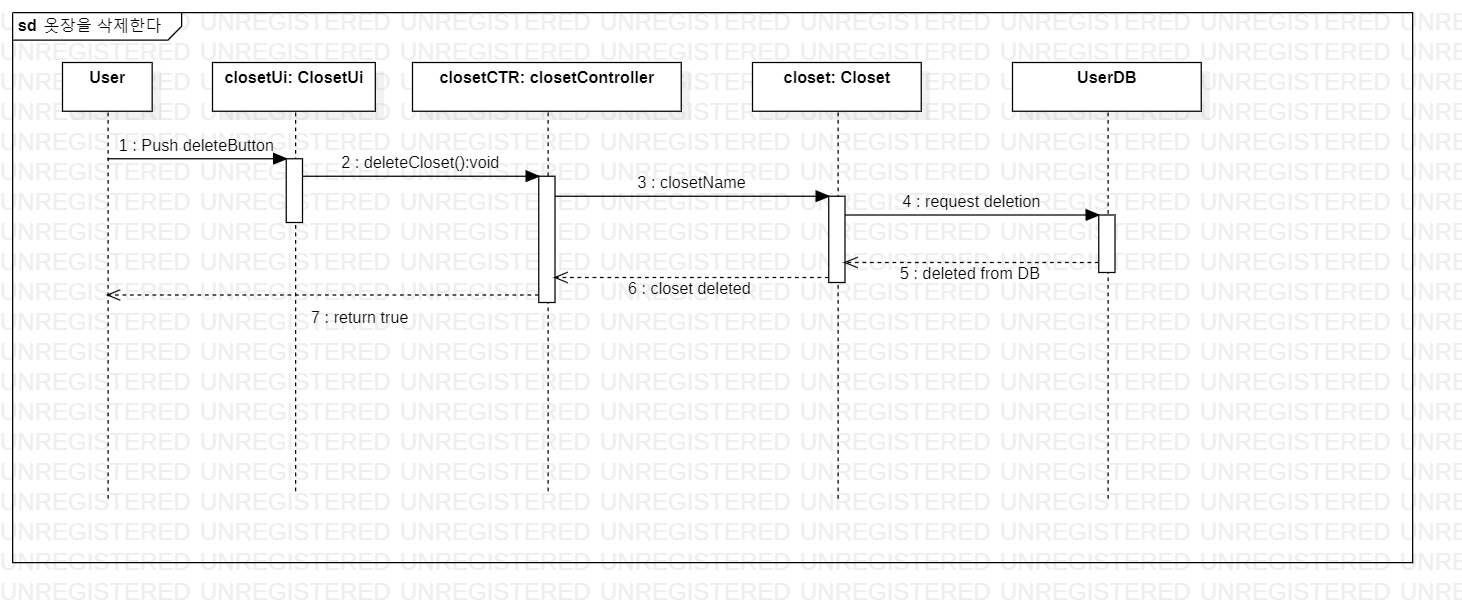 sd 옷장을 삭제한다
User
closetUi: ClosetUi
closetCTR: closetController
closet: Closet
UserDB
1 : Push deleteButton
2 : deleteCloset():void
3 : closetName
4 : request deletion
5 : deleted from DB
6 : closet deleted
7 : return true
UNREGISTERED